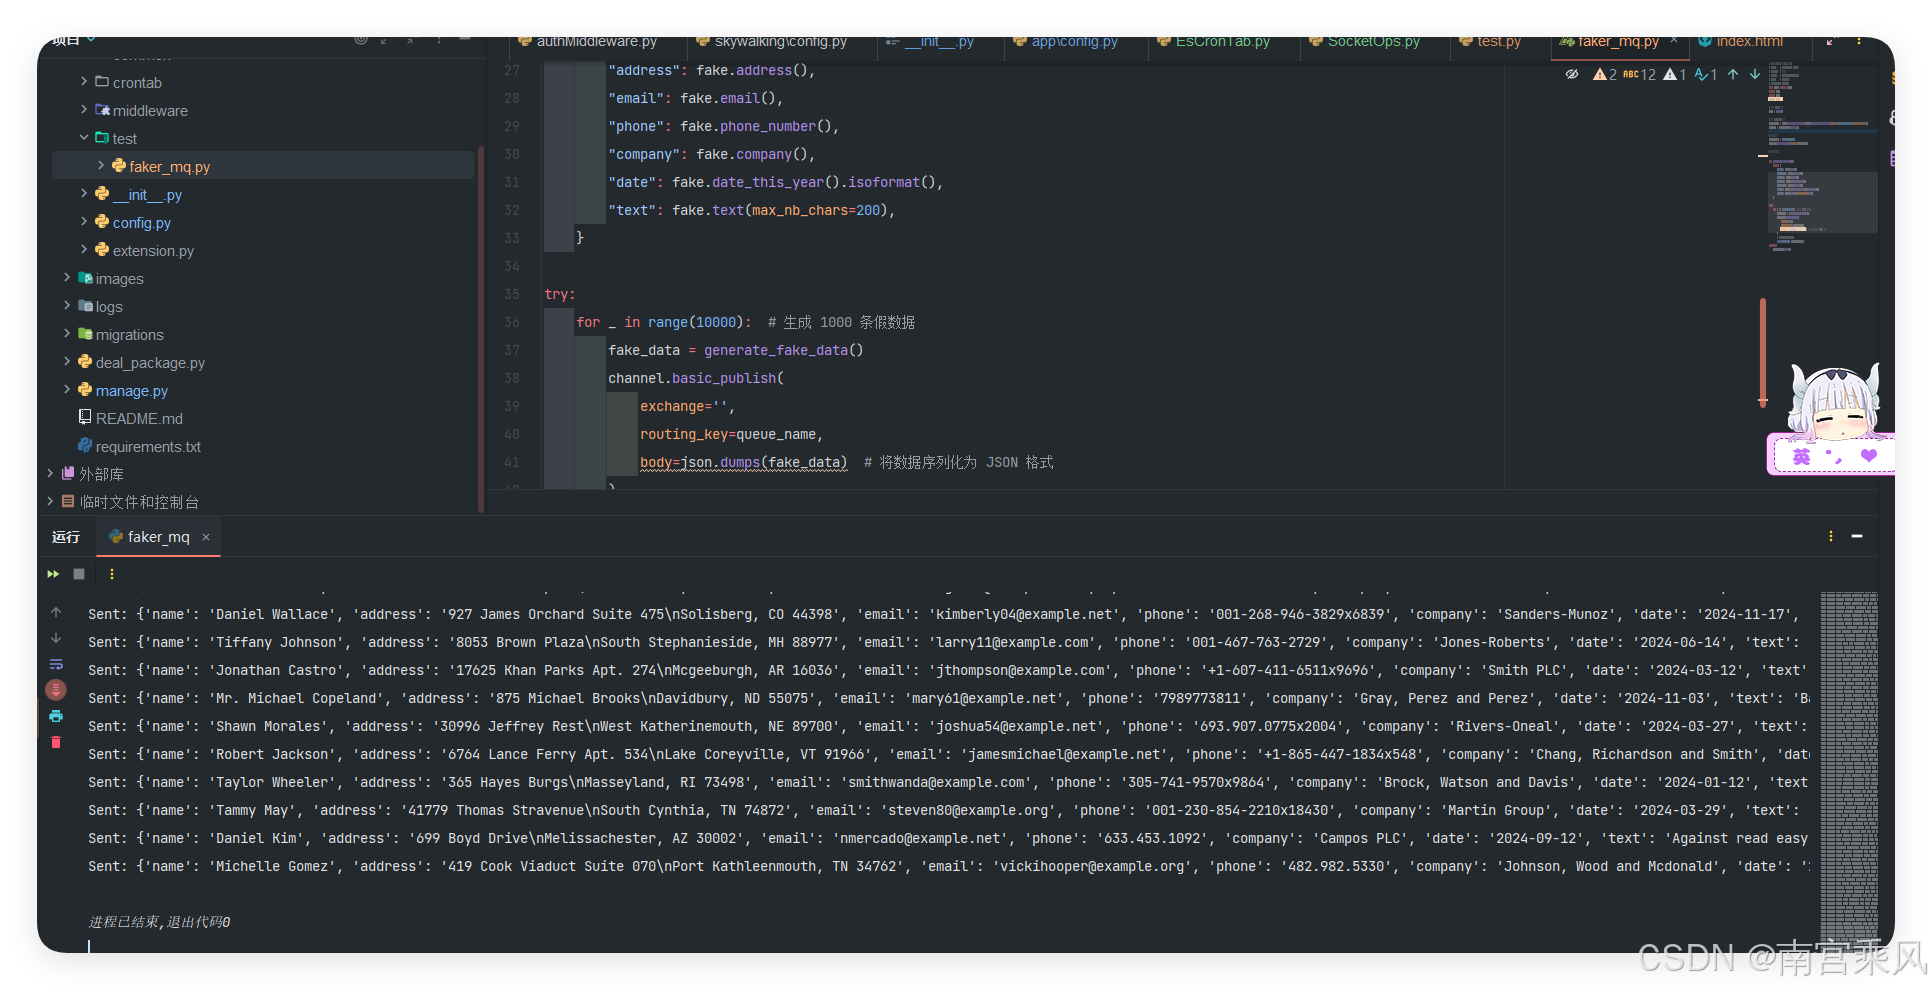 项目
authMiddleware.py
skywalking\config.py
__init__.py
app\config.py
EsCronTab.py
SocketOps.py
test.py
faker_mq.py ×
index.html
common
crontab
middleware
test
faker_mq.py
__init__.py
config.py
extension.py
images
logs
migrations
deal_package.py
manage.py
README.md
requirements.txt
外部库
临时文件和控制台
2 ABC 12 1 1
27 "address": fake.address(),
28 "email": fake.email(),
29 "phone": fake.phone_number(),
30 "company": fake.company(),
31 "date": fake.date_this_year().isoformat(),
32 "text": fake.text(max_nb_chars=200),
33 }
34
35 try:
36 for _ in range(10000):  # 生成 1000 条假数据
37 fake_data = generate_fake_data()
38 channel.basic_publish(
39 exchange='',
40 routing_key=queue_name,
41 body=json.dumps(fake_data)  # 将数据序列化为 JSON 格式
)
英
运行 faker_mq ×
Sent: {'name': 'Daniel Wallace', 'address': '927 James Orchard Suite 475\nSolisberg, CO 44398', 'email': 'kimberly04@example.net', 'phone': '001-268-946-3829x6839', 'company': 'Sanders-Munoz', 'date': '2024-11-17',
Sent: {'name': 'Tiffany Johnson', 'address': '8053 Brown Plaza\nSouth Stephanieside, MH 88977', 'email': 'larry11@example.com', 'phone': '001-467-763-2729', 'company': 'Jones-Roberts', 'date': '2024-06-14', 'text':
Sent: {'name': 'Jonathan Castro', 'address': '17625 Khan Parks Apt. 274\nMcgeeburgh, AR 16036', 'email': 'jthompson@example.com', 'phone': '+1-607-411-6511x9696', 'company': 'Smith PLC', 'date': '2024-03-12', 'text'
Sent: {'name': 'Mr. Michael Copeland', 'address': '875 Michael Brooks\nDavidbury, ND 55075', 'email': 'mary61@example.net', 'phone': '7989773811', 'company': 'Gray, Perez and Perez', 'date': '2024-11-03', 'text': 'Ba
Sent: {'name': 'Shawn Morales', 'address': '30996 Jeffrey Rest\nWest Katherinemouth, NE 89700', 'email': 'joshua54@example.net', 'phone': '693.907.0775x2004', 'company': 'Rivers-Oneal', 'date': '2024-03-27', 'text':
Sent: {'name': 'Robert Jackson', 'address': '6764 Lance Ferry Apt. 534\nLake Coreyville, VT 91966', 'email': 'jamesmichael@example.net', 'phone': '+1-865-447-1834x548', 'company': 'Chang, Richardson and Smith', 'dat
Sent: {'name': 'Taylor Wheeler', 'address': '365 Hayes Burgs\nMasseyland, RI 73498', 'email': 'smithwanda@example.com', 'phone': '305-741-9570x9864', 'company': 'Brock, Watson and Davis', 'date': '2024-01-12', 'text
Sent: {'name': 'Tammy May', 'address': '41779 Thomas Stravenue\nSouth Cynthia, TN 74872', 'email': 'steven80@example.org', 'phone': '001-230-854-2210x18430', 'company': 'Martin Group', 'date': '2024-03-29', 'text':
Sent: {'name': 'Daniel Kim', 'address': '699 Boyd Drive\nMelissachester, AZ 30002', 'email': 'nmercado@example.net', 'phone': '633.453.1092', 'company': 'Campos PLC', 'date': '2024-09-12', 'text': 'Against read easy
Sent: {'name': 'Michelle Gomez', 'address': '419 Cook Viaduct Suite 070\nPort Kathleenmouth, TN 34762', 'email': 'vickihooper@example.org', 'phone': '482.982.5330', 'company': 'Johnson, Wood and Mcdonald', 'date':
进程已结束,退出代码0
CSDN @南宫乘风